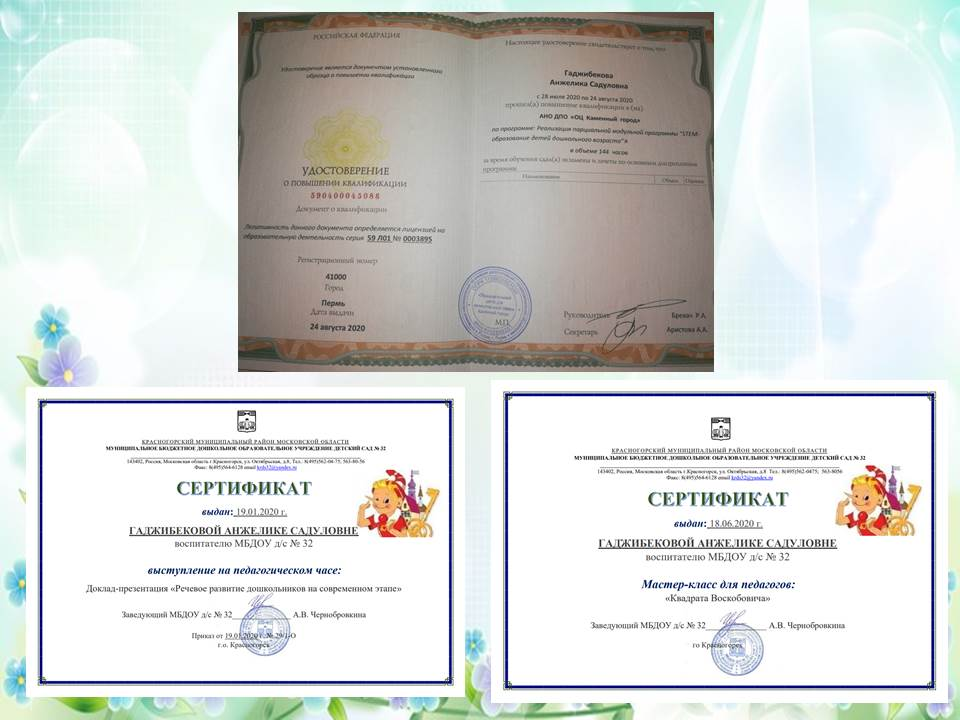 РОССИЙСКАЯ ФЕДЕРАЦИЯ
Удостоверение является документом установленного
образца о повышении квалификации
УДОСТОВЕРЕНИЕ
О ПОВЫШЕНИИ КВАЛИФИКАЦИИ
590400045088
Документ о квалификации
Легитимность данного документа определяется лицензией на
образовательную деятельность серия 59 Л01 № 0003895
Регистрационный номер
41000
Город
Пермь
Дата выдачи
24 августа 2020
Настоящее удостоверение свидетельствует о том, что
Гаджибекова
Анжелика Садуловна
с 28 июля 2020 по 24 августа 2020
прошел(а) повышение квалификации в (на)
АНО ДПО «ОЦ Каменный город»
по программе: Реализация парциальной модульной программы "STEM-
образование детей дошкольного возраста"
в объеме 144 часов
за время обучения сдал(а) экзамены и зачеты по основным дисциплинам
программы
Наименование Объем Оценка
М.П.
Руководитель Брехач Р.А.
Секретарь Аристова А.А.
КРАСНОГОРСКИЙ МУНИЦИПАЛЬНЫЙ РАЙОН МОСКОВСКОЙ ОБЛАСТИ
МУНИЦИПАЛЬНОЕ БЮДЖЕТНОЕ ДОШКОЛЬНОЕ ОБРАЗОВАТЕЛЬНОЕ УЧРЕЖДЕНИЕ ДЕТСКИЙ САД № 32
143402, Россия, Московская область г.Красногорск, ул. Октябрьская, д.8, Тел.: 8(495)562-04-75; 563-80-56
Факс: 8(495)564-6128 email krds32@yandex.ru
СЕРТИФИКАТ
выдан: 19.01.2020 г.
ГАДЖИБЕКОВОЙ АНЖЕЛИКЕ САДУЛОВНЕ
воспитателю МБДОУ д/с № 32
выступление на педагогическом часе:
Доклад-презентация «Речевое развитие дошкольников на современном этапе»
Заведующий МБДОУ д/с № 32 А.В. Чернобровкина
Приказ от 19.01.2020 г. № 29/1-О
г.о. Красногорск
КРАСНОГОРСКИЙ МУНИЦИПАЛЬНЫЙ РАЙОН МОСКОВСКОЙ ОБЛАСТИ
МУНИЦИПАЛЬНОЕ БЮДЖЕТНОЕ ДОШКОЛЬНОЕ ОБРАЗОВАТЕЛЬНОЕ УЧРЕЖДЕНИЕ ДЕТСКИЙ САД № 32
143402, Россия, Московская область г.Красногорск, ул. Октябрьская, д.8 Тел.: 8(495)562-0475; 563-8056
Факс: 8(495)564-6128 email krds32@yandex.ru
СЕРТИФИКАТ
выдан: 18.06.2020 г.
ГАДЖИБЕКОВОЙ АНЖЕЛИКЕ САДУЛОВНЕ
воспитателю МБДОУ д/с № 32
Мастер-класс для педагогов:
«Квадрата Воскобовича»
Заведующий МБДОУ д/с № 32 А.В. Чернобровкина
го Красногорск